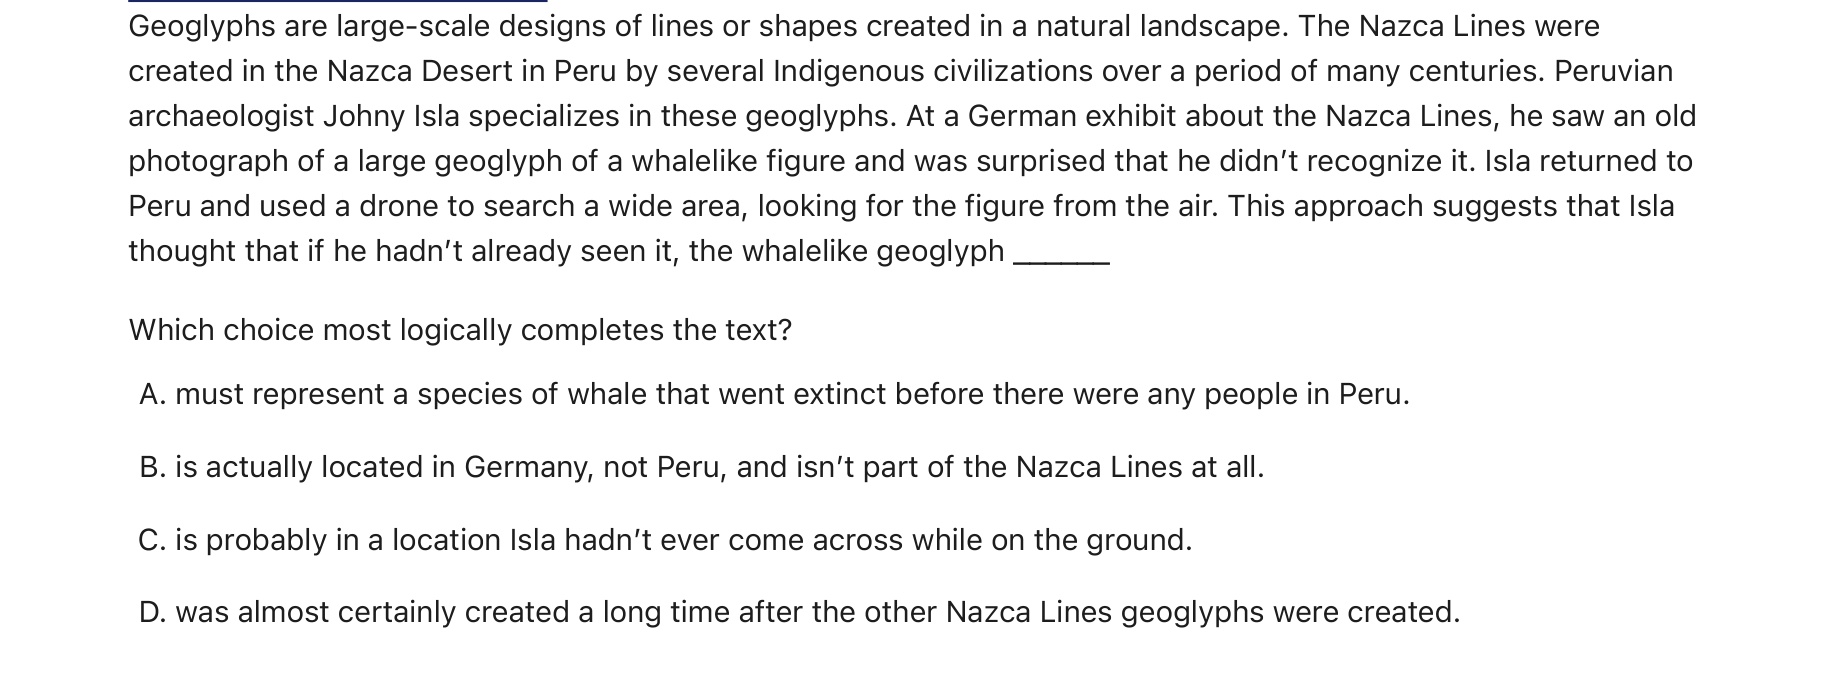 Geoglyphs are large-scale designs of lines or shapes created in a natural landscape. The Nazca Lines were
created in the Nazca Desert in Peru by several Indigenous civilizations over a period of many centuries. Peruvian
archaeologist Johny Isla specializes in these geoglyphs. At a German exhibit about the Nazca Lines, he saw an old
photograph of a large geoglyph of a whalelike figure and was surprised that he didn’t recognize it. Isla returned to
Peru and used a drone to search a wide area, looking for the figure from the air. This approach suggests that Isla
thought that if he hadn’t already seen it, the whalelike geoglyph ______
Which choice most logically completes the text?
A. must represent a species of whale that went extinct before there were any people in Peru.
B. is actually located in Germany, not Peru, and isn’t part of the Nazca Lines at all.
C. is probably in a location Isla hadn’t ever come across while on the ground.
D. was almost certainly created a long time after the other Nazca Lines geoglyphs were created.